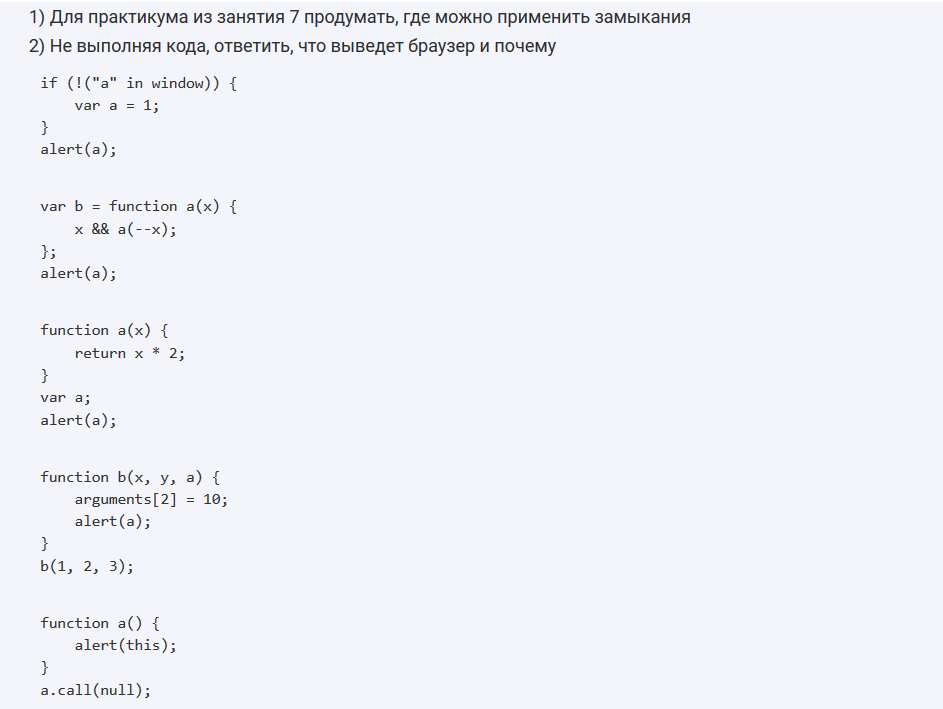 1) Для практикума из занятия 7 продумать, где можно применить замыкания
2) Не выполняя кода, ответить, что выведет браузер и почему
if (!("a" in window)) {
    var a = 1;
}
alert(a);
var b = function a(x) {
    x && a(--x);
};
alert(a);
function a(x) {
    return x * 2;
}
var a;
alert(a);
function b(x, y, a) {
    arguments[2] = 10;
    alert(a);
}
b(1, 2, 3);
function a() {
    alert(this);
}
a.call(null);